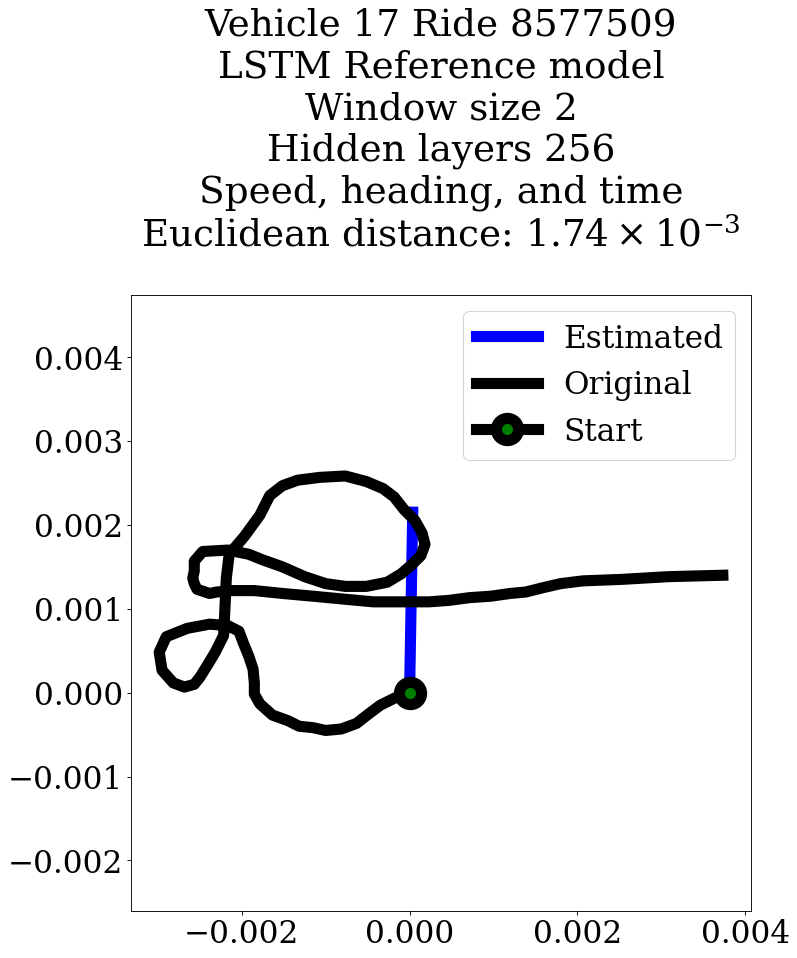 Vehicle 17 Ride 8577509
LSTM Reference model
Window size 2
Hidden layers 256
Speed, heading, and time
Euclidean distance: 1.74 × 10⁻³
Estimated
Original
Start
0.004
0.003
0.002
0.001
0.000
−0.001
−0.002
−0.002 0.000 0.002 0.004